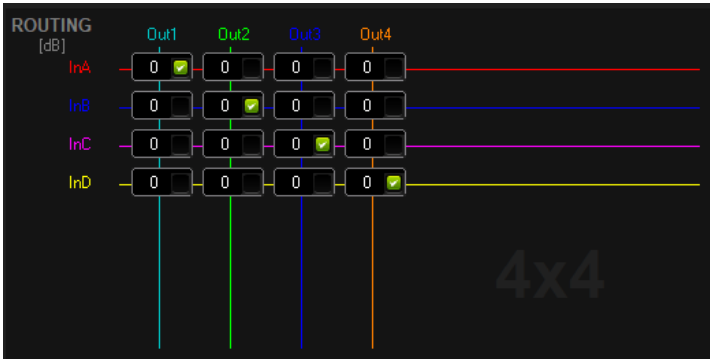 ROUTING
[dB]
Out1 Out2 Out3 Out4
InA 0 0 0 0
InB 0 0 0 0
InC 0 0 0 0
InD 0 0 0 0
4x4